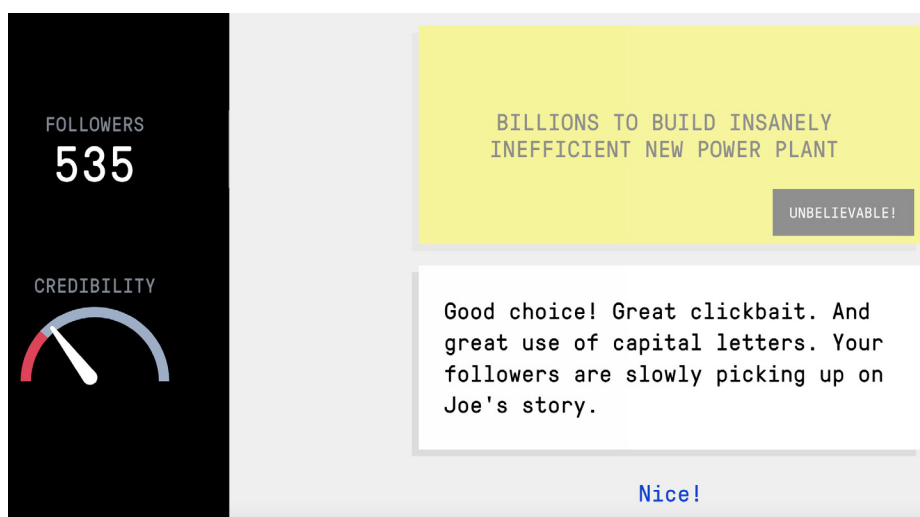 FOLLOWERS
535
CREDIBILITY
BILLIONS TO BUILD INSANELY
INEFFICIENT NEW POWER PLANT
UNBELIEVABLE!
Good choice! Great clickbait. And
great use of capital letters. Your
followers are slowly picking up on
Joe's story.
Nice!